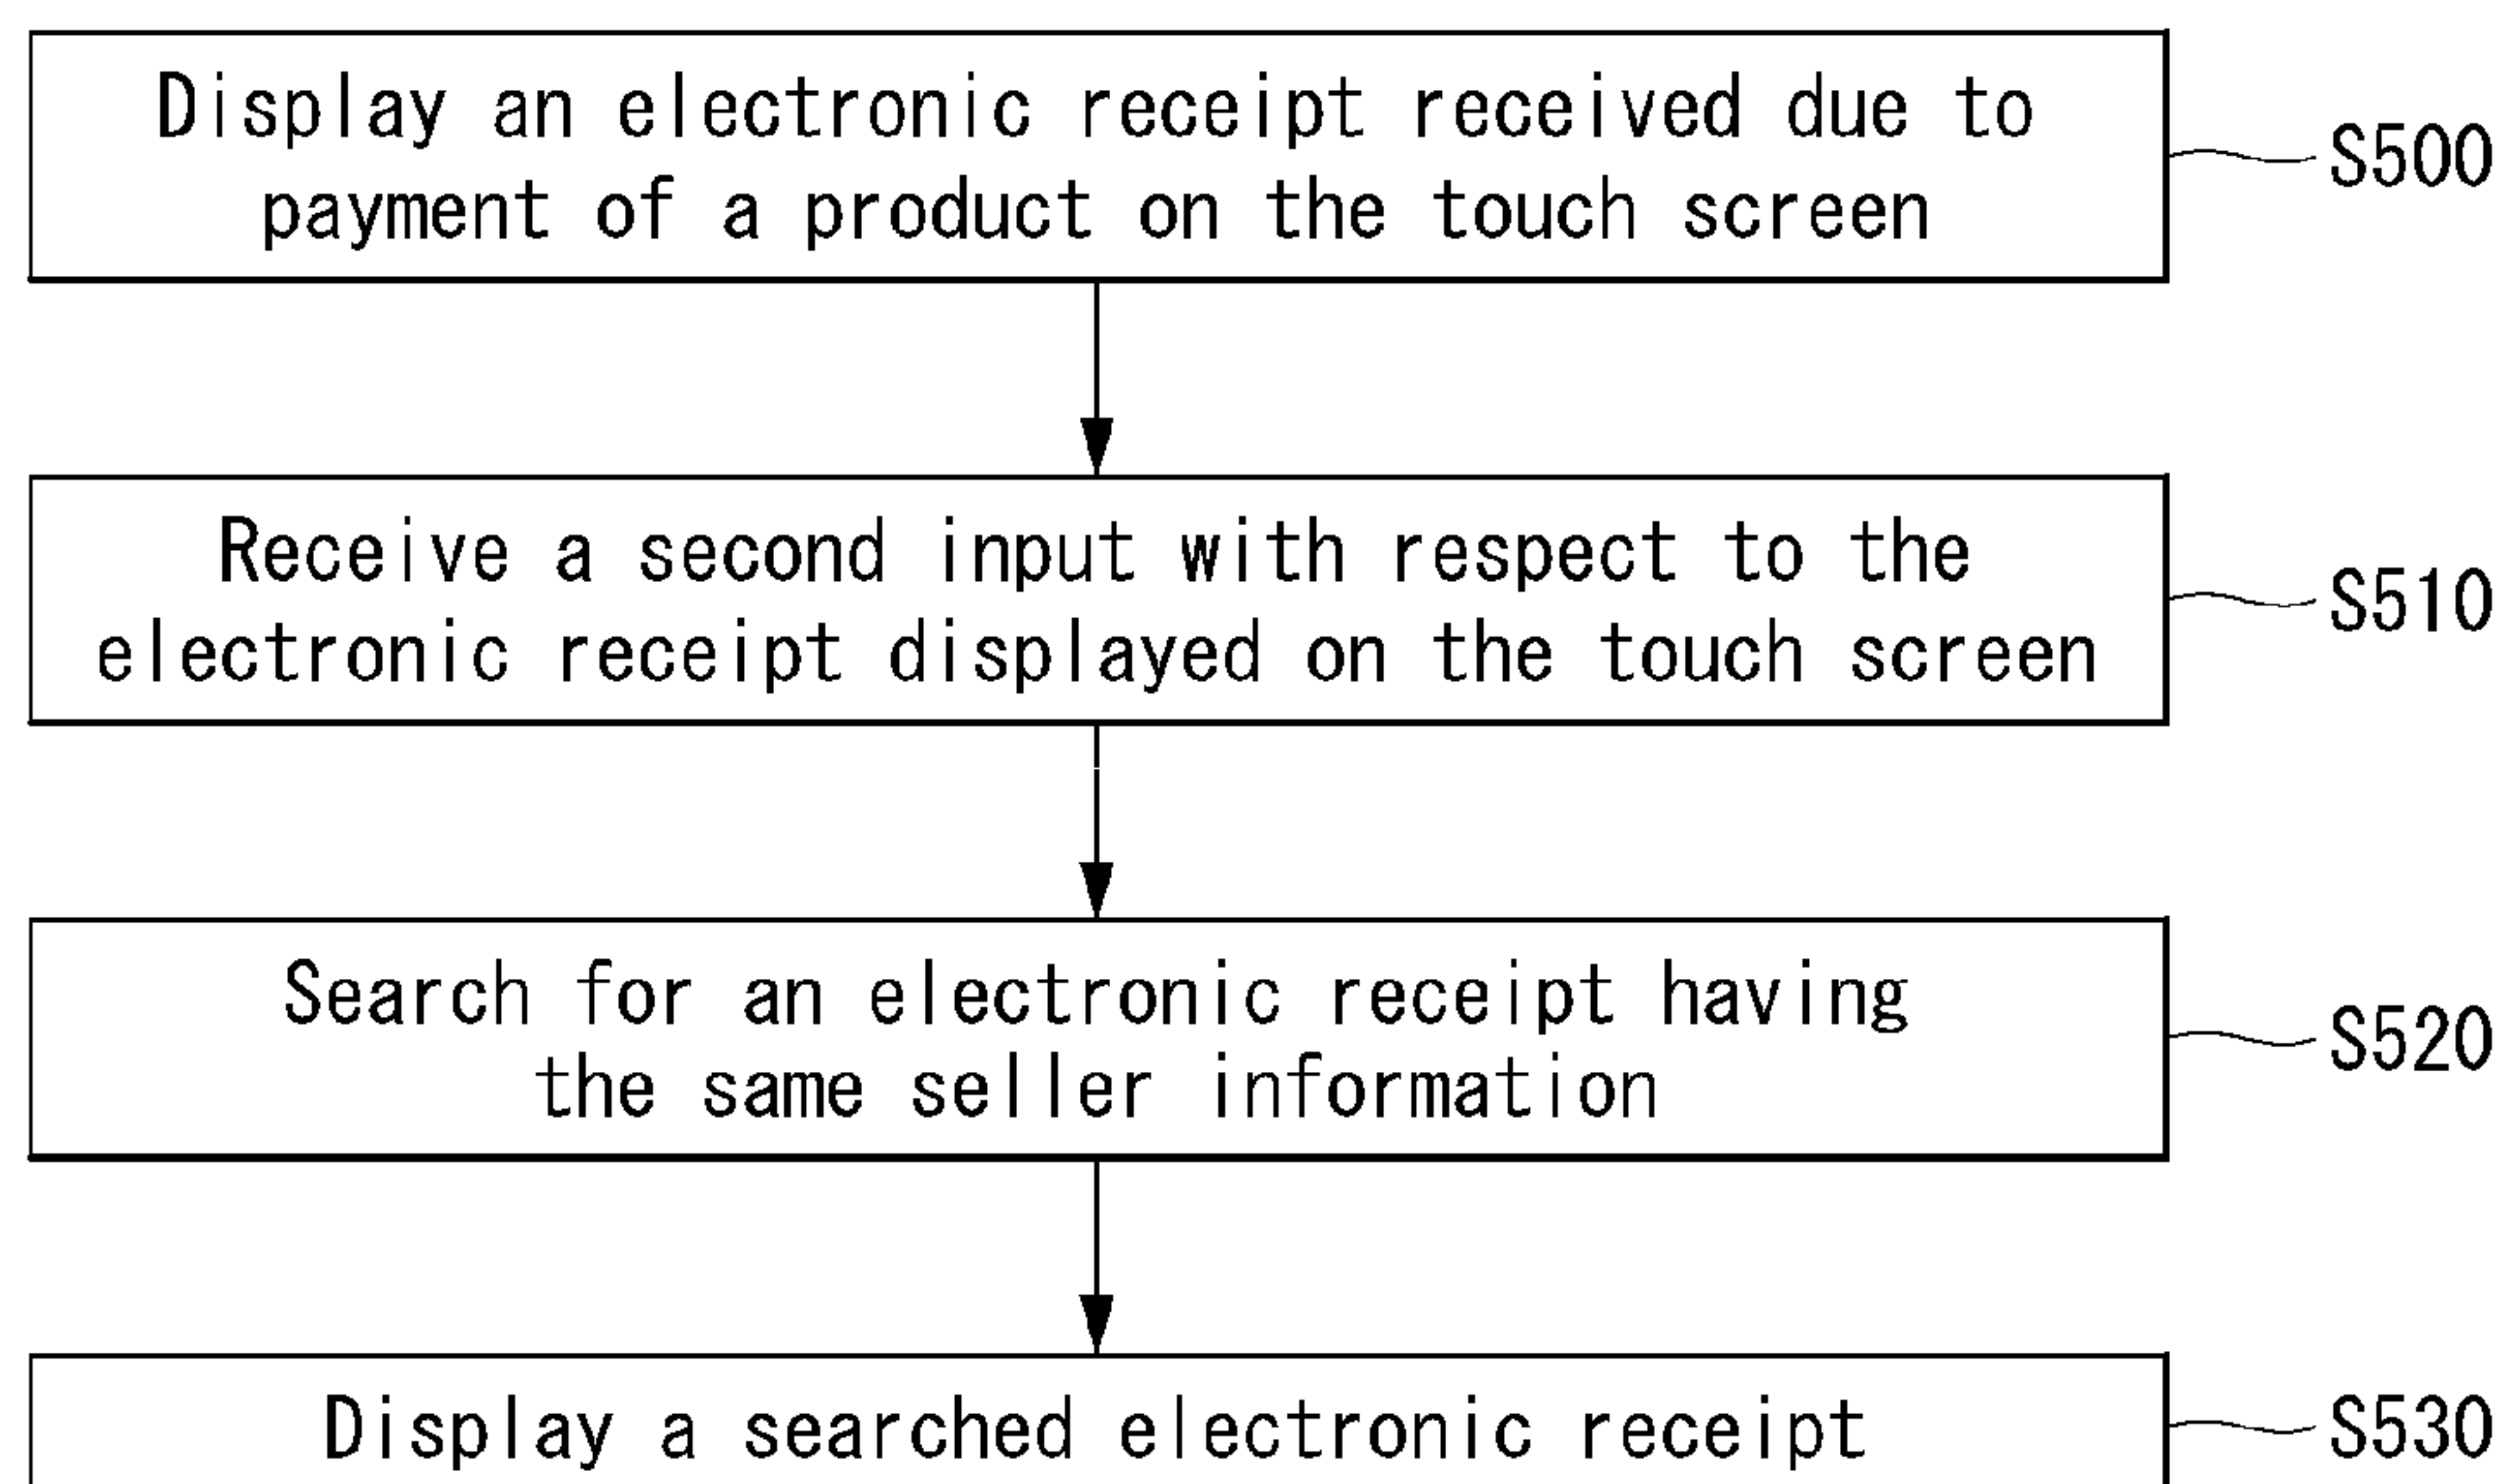 Display an electronic receipt received due to
payment of a product on the touch screen
S500
Receive a second input with respect to the
electronic receipt displayed on the touch screen
S510
Search for an electronic receipt having
the same seller information
S520
Display a searched electronic receipt
S530